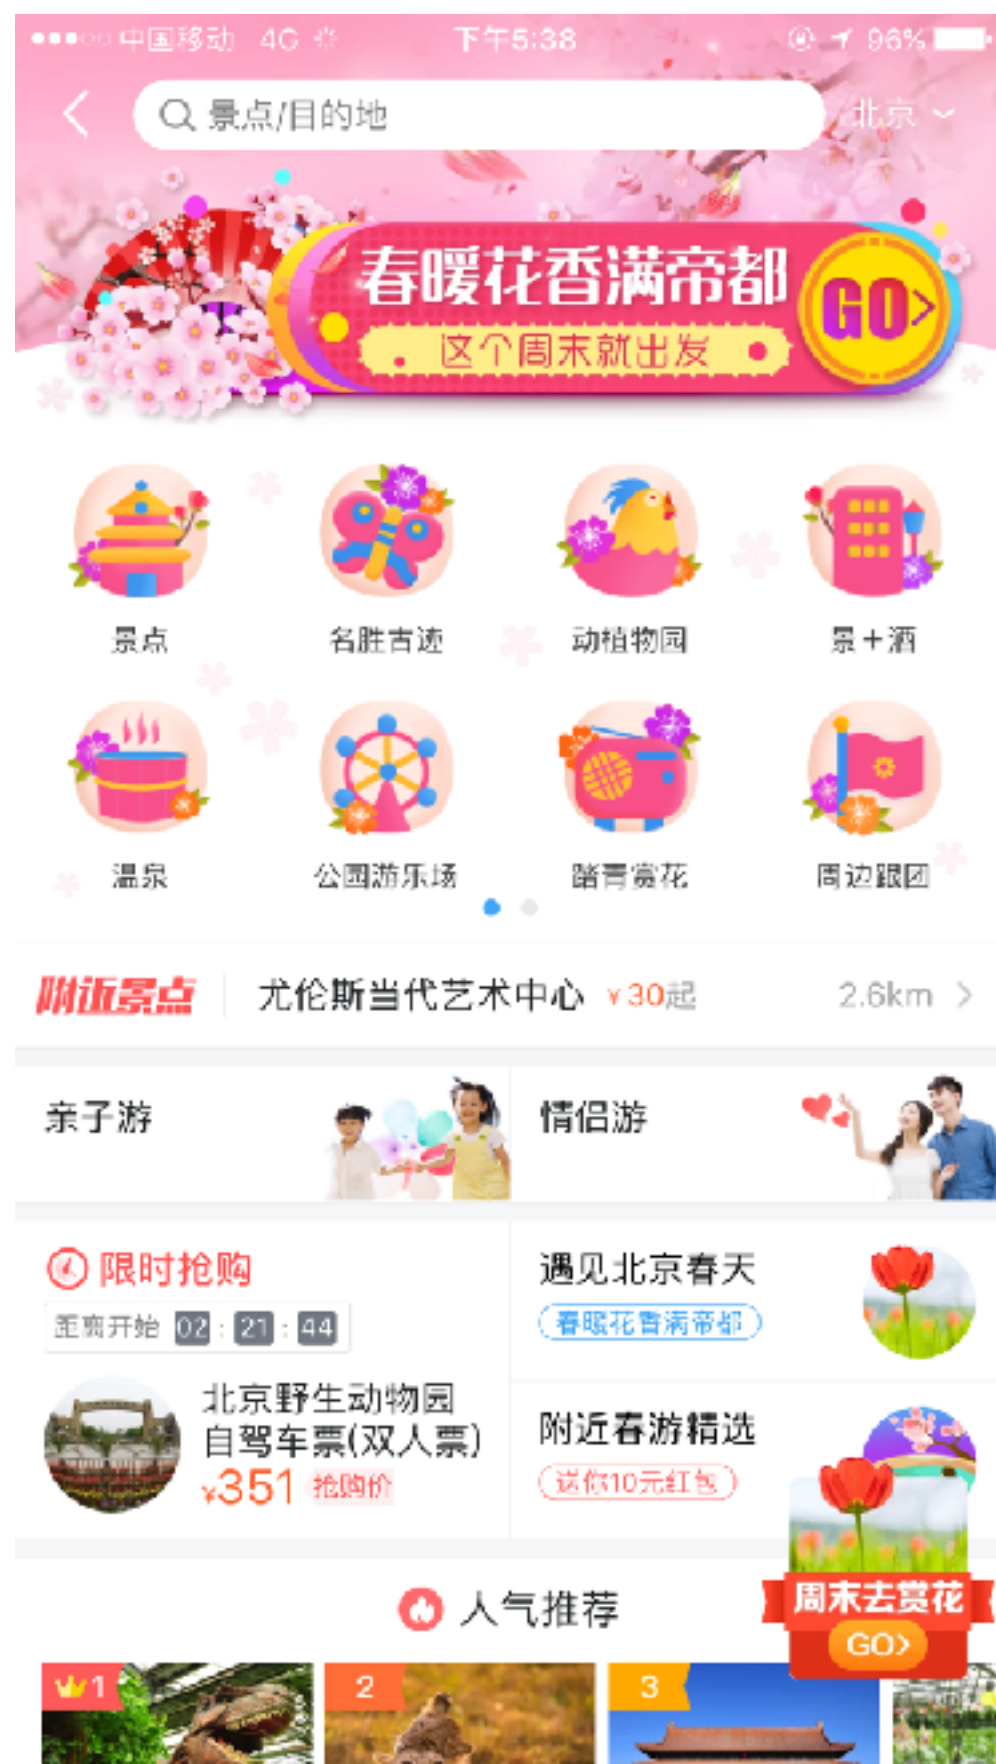 中国移动 4G 下午5:38 96%
景点/目的地 北京
春暖花香满帝都
GO>
这个周末就出发
景点 名胜古迹 动植物园 景+酒
温泉 公园游乐场 踏青赏花 周边跟团
附近景点 尤伦斯当代艺术中心 ¥30起 2.6km
亲子游 情侣游
限时抢购
距离开始 02 : 21 : 44
北京野生动物园
自驾车票(双人票)
¥351 抢购价
遇见北京春天
春暖花香满帝都
附近春游精选
送你10元红包
周末去赏花
GO>
人气推荐
1 2 3